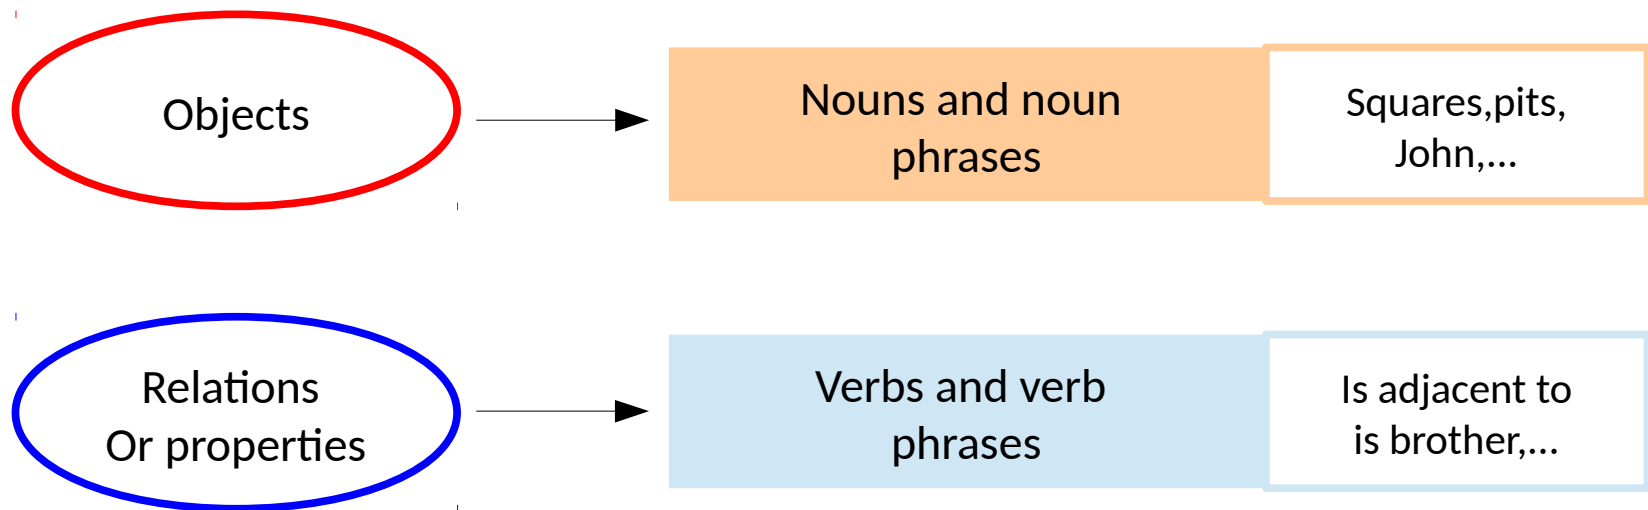 Objects
Nouns and noun
phrases
Squares,pits,
John,...
Relations
Or properties
Verbs and verb
phrases
Is adjacent to
is brother,...